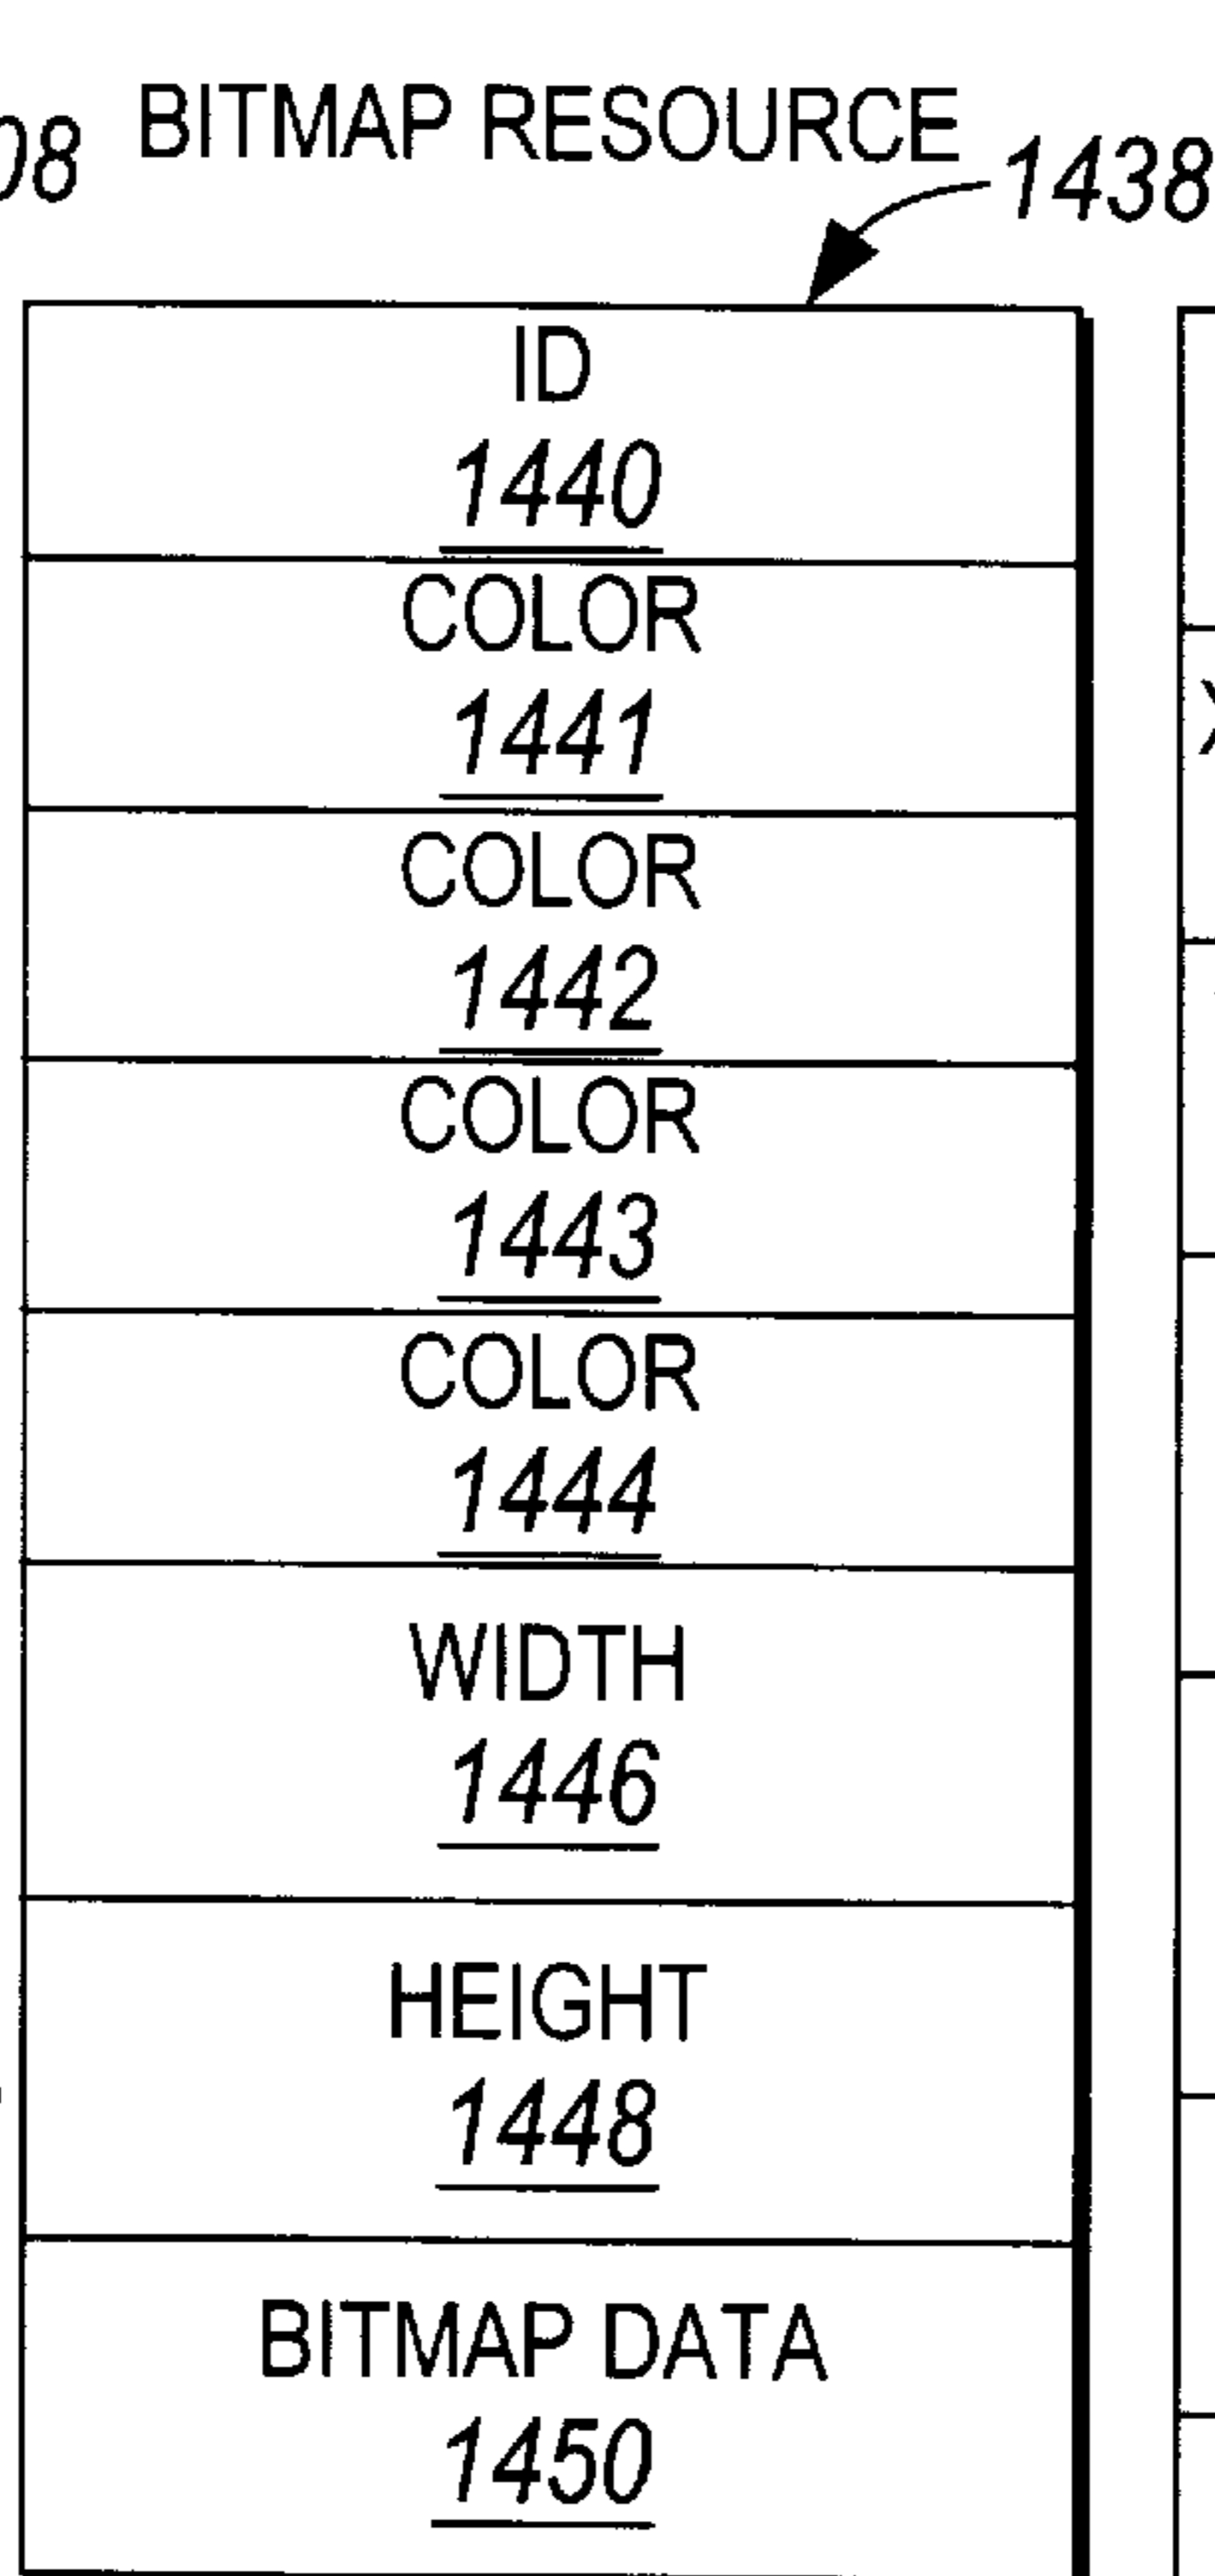 BITMAP RESOURCE
1438
ID
1440
COLOR
1441
COLOR
1442
COLOR
1443
COLOR
1444
WIDTH
1446
HEIGHT
1448
BITMAP DATA
1450